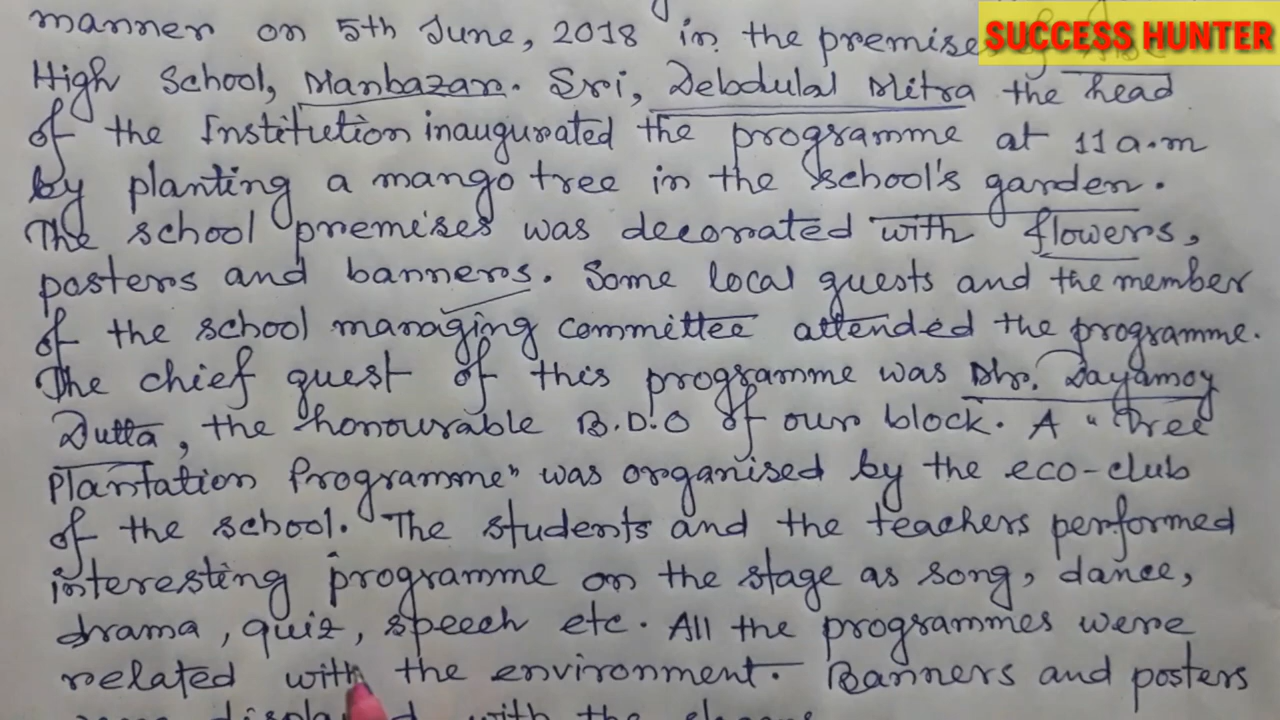 SUCCESS HUNTER
manner on 5th June, 2018 in the premises of
High School, Manbazar. Sri, Debdulal Mitra the head
of the Institution inaugurated the programme at 11 a.m
by planting a mango tree in the school's garden.
The school premises was decorated with flowers,
posters and banners. Some local guests and the member
of the school managing committee attended the programme.
The chief guest of this programme was Mr. Dayamoy
Dutta, the honourable B.D.O of our block. A "Tree
Plantation Programme" was organised by the eco-club
of the school. The students and the teachers performed
interesting programme on the stage as song, dance,
drama, quiz, speech etc. All the programmes were
related with the environment. Banners and posters
with the